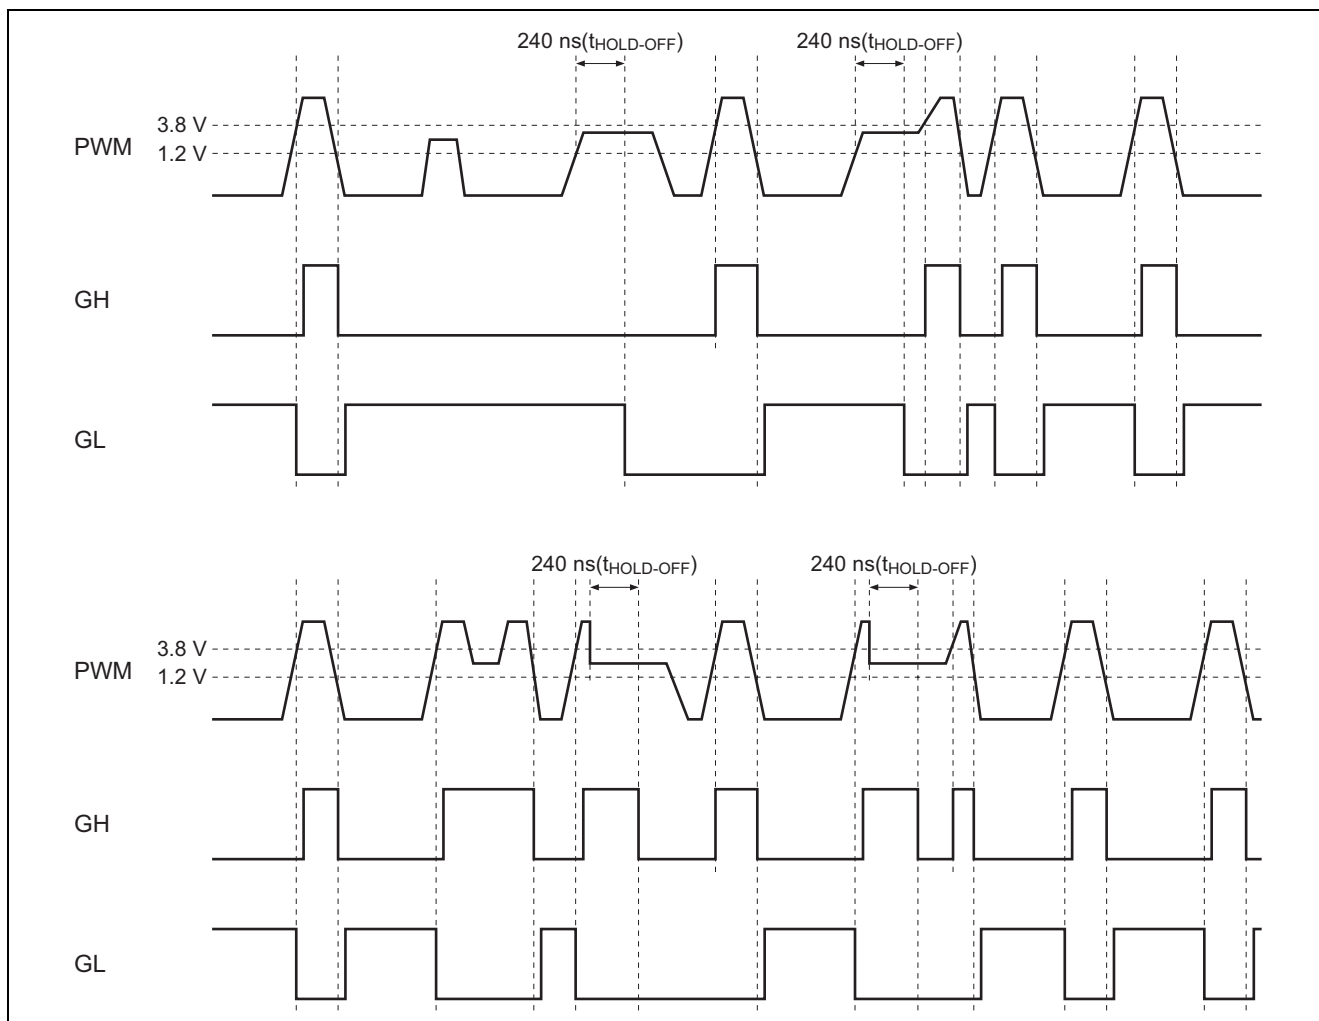 240 ns(tHOLD-OFF) 240 ns(tHOLD-OFF)
3.8 V
PWM
1.2 V
GH
GL
240 ns(tHOLD-OFF) 240 ns(tHOLD-OFF)
3.8 V
PWM
1.2 V
GH
GL